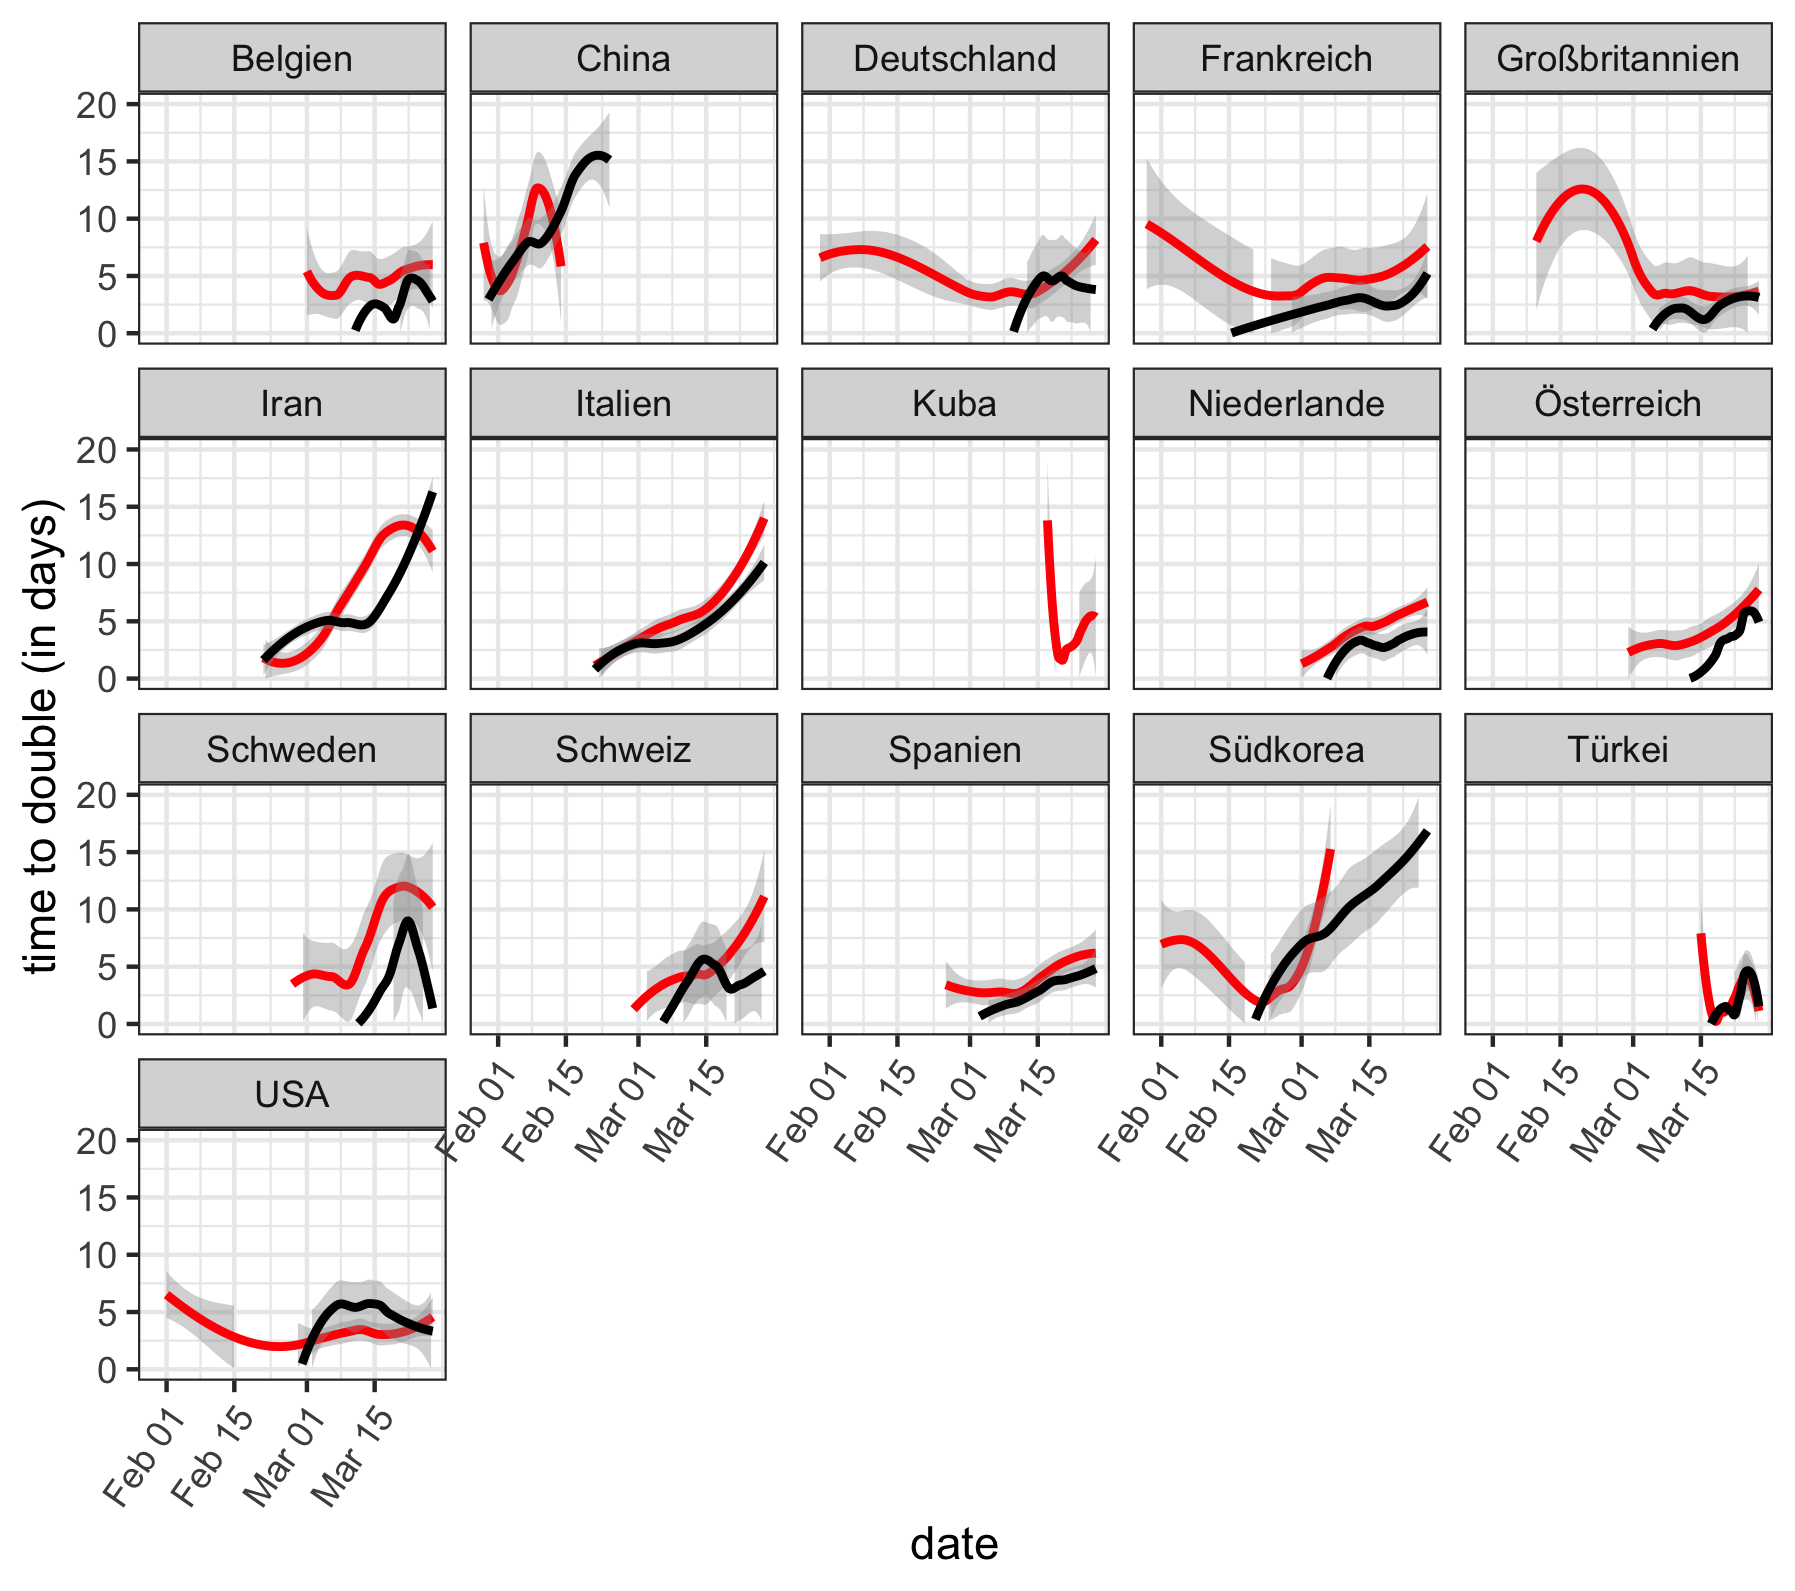 Belgien China Deutschland Frankreich Großbritannien
20
15
10
5
0
Iran Italien Kuba Niederlande Österreich
20
15
10
5
0
time to double (in days)
Schweden Schweiz Spanien Südkorea Türkei
20
15
10
5
0
Feb 01 Feb 15 Mar 01 Mar 15 Feb 01 Feb 15 Mar 01 Mar 15 Feb 01 Feb 15 Mar 01 Mar 15 Feb 01 Feb 15 Mar 01 Mar 15
USA
20
15
10
5
0
Feb 01 Feb 15 Mar 01 Mar 15
date